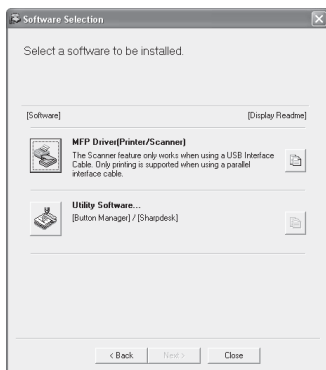 Software Selection
Select a software to be installed.
[Software] [Display Readme]
MFP Driver(Printer/Scanner)
The Scanner feature only works when using a USB Interface
Cable. Only printing is supported when using a parallel
interface cable.
Utility Software...
[Button Manager] / [Sharpdesk]
< Back Next > Close